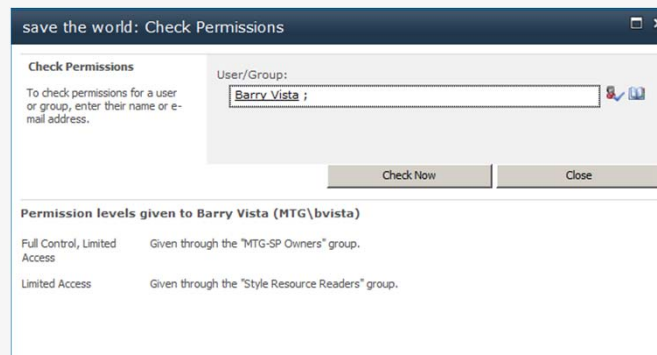 save the world: Check Permissions
Check Permissions
To check permissions for a user
or group, enter their name or e-
mail address.
User/Group:
Barry Vista ;
Check Now
Close
Permission levels given to Barry Vista (MTG\bvista)
Full Control, Limited
Access
Given through the "MTG-SP Owners" group.
Limited Access
Given through the "Style Resource Readers" group.